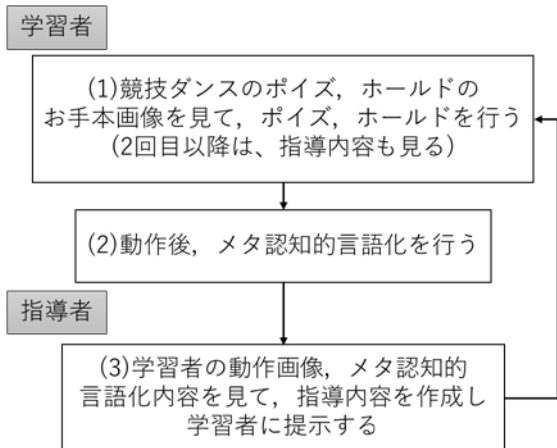 学習者
(1)競技ダンスのポイズ，ホールドの
お手本画像を見て，ポイズ，ホールドを行う
(2回目以降は、指導内容も見る)
(2)動作後，メタ認知的言語化を行う
指導者
(3)学習者の動作画像，メタ認知的
言語化内容を見て，指導内容を作成し
学習者に提示する